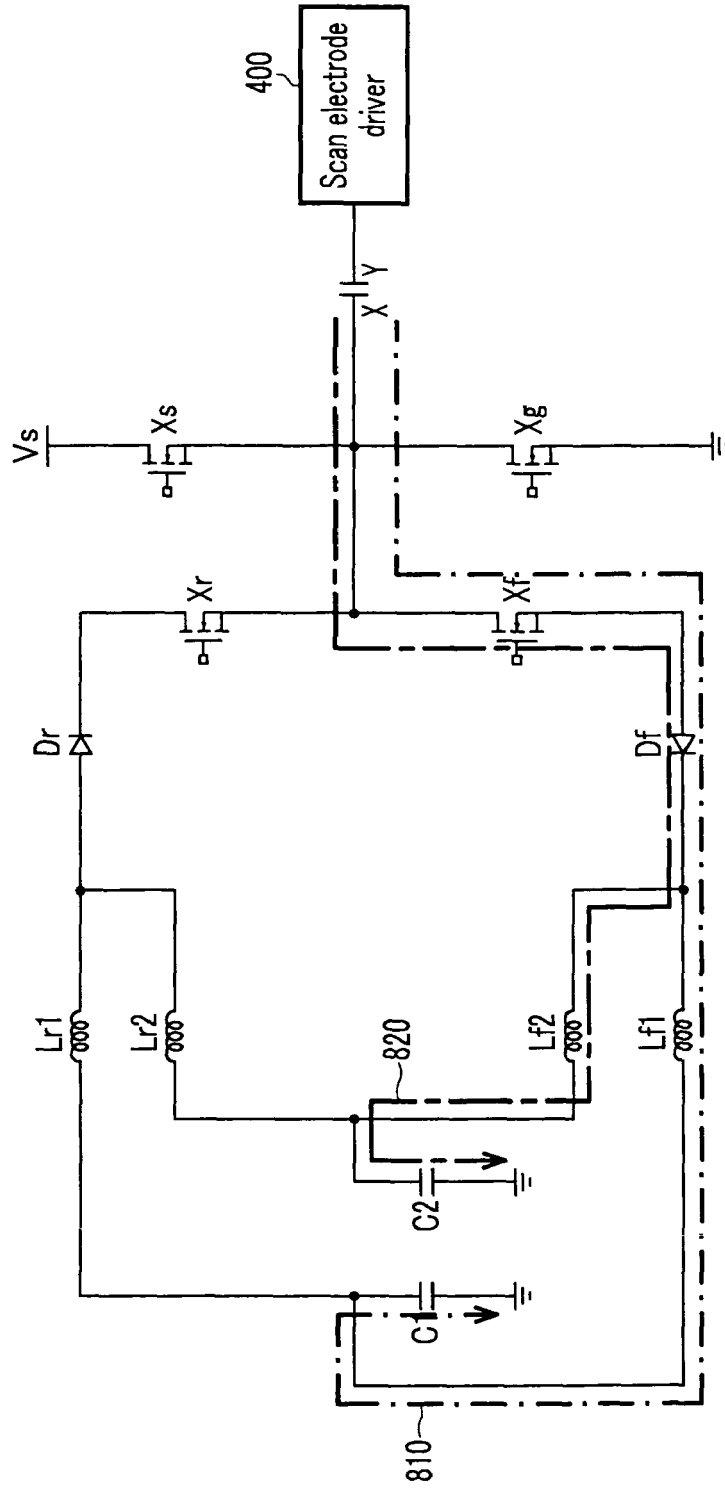 400
Scan electrode
driver
Y
X
Vs
Xs
Xg
Xr
Xf
Dr
Df
Lr1
Lr2
820
Lf2
Lf1
C2
C1
810